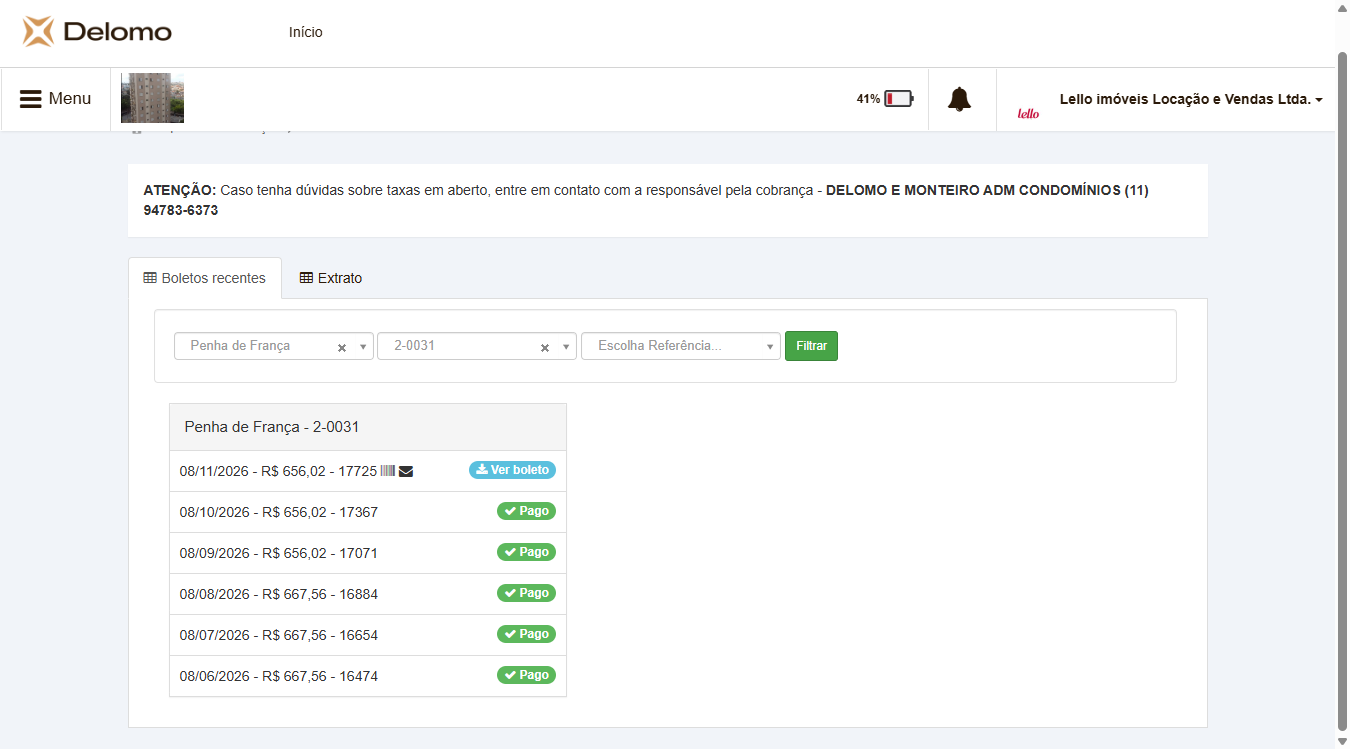 Delomo
Início
Menu
41%
lello
Lello imóveis Locação e Vendas Ltda.
ATENÇÃO: Caso tenha dúvidas sobre taxas em aberto, entre em contato com a responsável pela cobrança - DELOMO E MONTEIRO ADM CONDOMÍNIOS (11)
94783-6373
Boletos recentes
Extrato
Penha de França ×
2-0031 ×
Escolha Referência...
Filtrar
Penha de França - 2-0031
08/11/2026 - R$ 656,02 - 17725 Ver boleto
08/10/2026 - R$ 656,02 - 17367 Pago
08/09/2026 - R$ 656,02 - 17071 Pago
08/08/2026 - R$ 667,56 - 16884 Pago
08/07/2026 - R$ 667,56 - 16654 Pago
08/06/2026 - R$ 667,56 - 16474 Pago